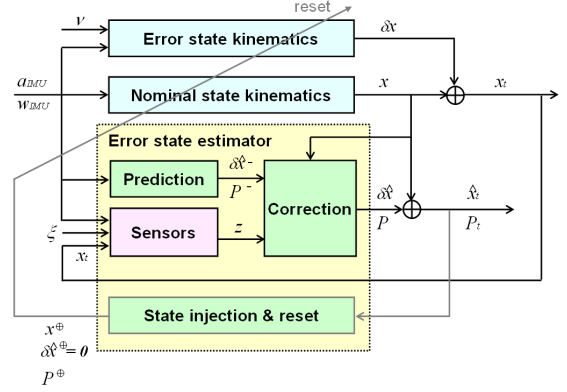 reset
ν
Error state kinematics
δx
a_IMU
w_IMU
Nominal state kinematics
x
x_t
Error state estimator
Prediction
δx̂⁻
P⁻
Correction
δx̂
P
x̂_t
P_t
Sensors
z
ξ
x_t
State injection & reset
x^⊕
δx̂^⊕=0
P^⊕